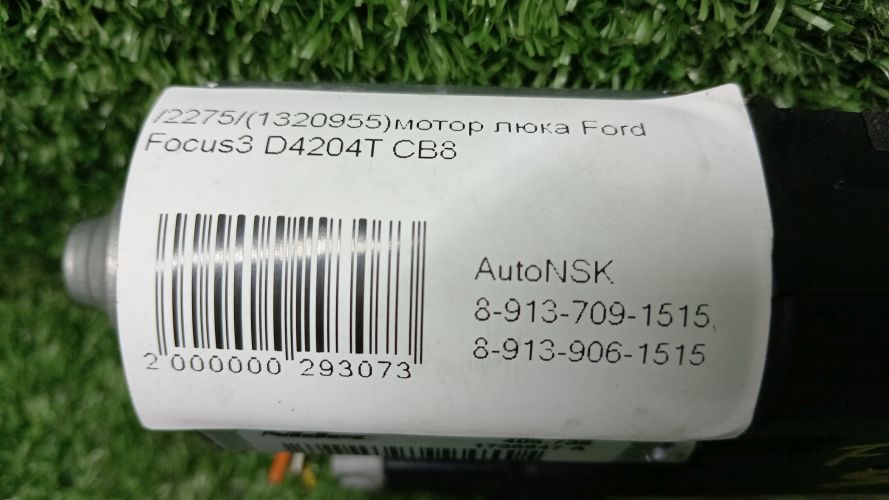 /2275/(1320955)мотор люка Ford
Focus3 D4204T CB8
AutoNSK
8-913-709-1515,
8-913-906-1515
2 000000 293073